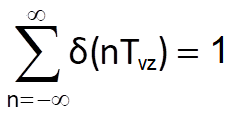 ∞
∑ δ(nT_vz) = 1
n=−∞